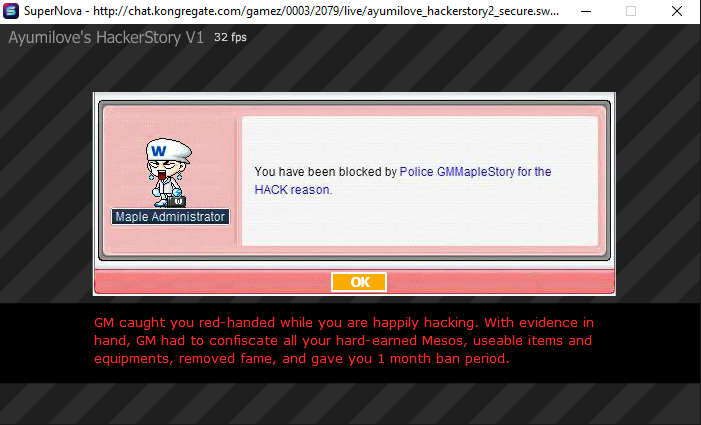 SuperNova - http://chat.kongregate.com/gamez/0003/2079/live/ayumilove_hackerstory2_secure.sw...
Ayumilove's HackerStory V1 32 fps
W
You have been blocked by Police GMMapleStory for the
HACK reason.
Maple Administrator
OK
GM caught you red-handed while you are happily hacking. With evidence in
hand, GM had to confiscate all your hard-earned Mesos, useable items and
equipments, removed fame, and gave you 1 month ban period.